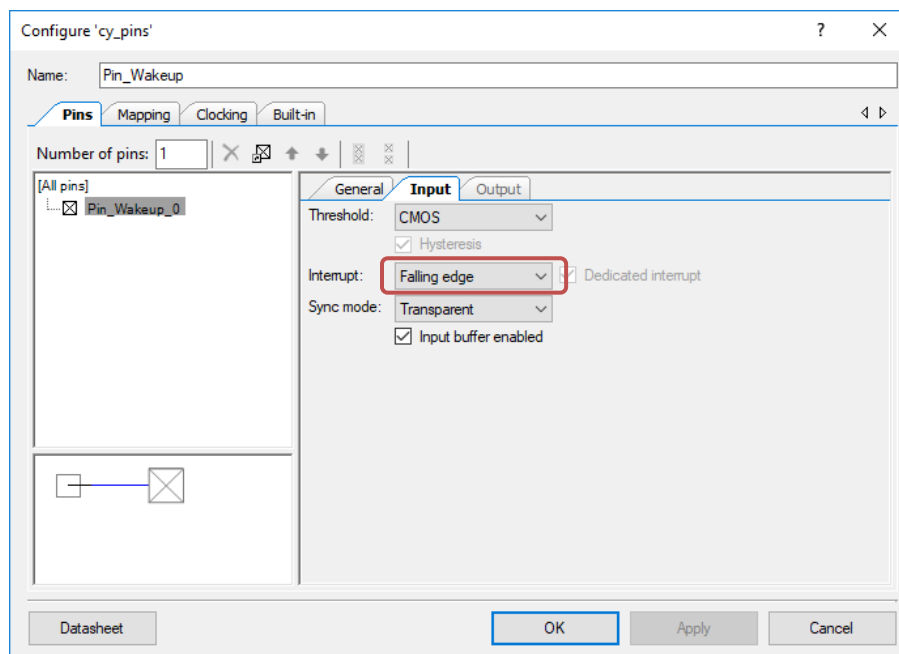 Configure 'cy_pins'
?
Name: Pin_Wakeup
Pins Mapping Clocking Built-in
Number of pins: 1
[All pins]
Pin_Wakeup_0
General Input Output
Threshold: CMOS
Hysteresis
Interrupt: Falling edge Dedicated interrupt
Sync mode: Transparent
Input buffer enabled
Datasheet OK Apply Cancel